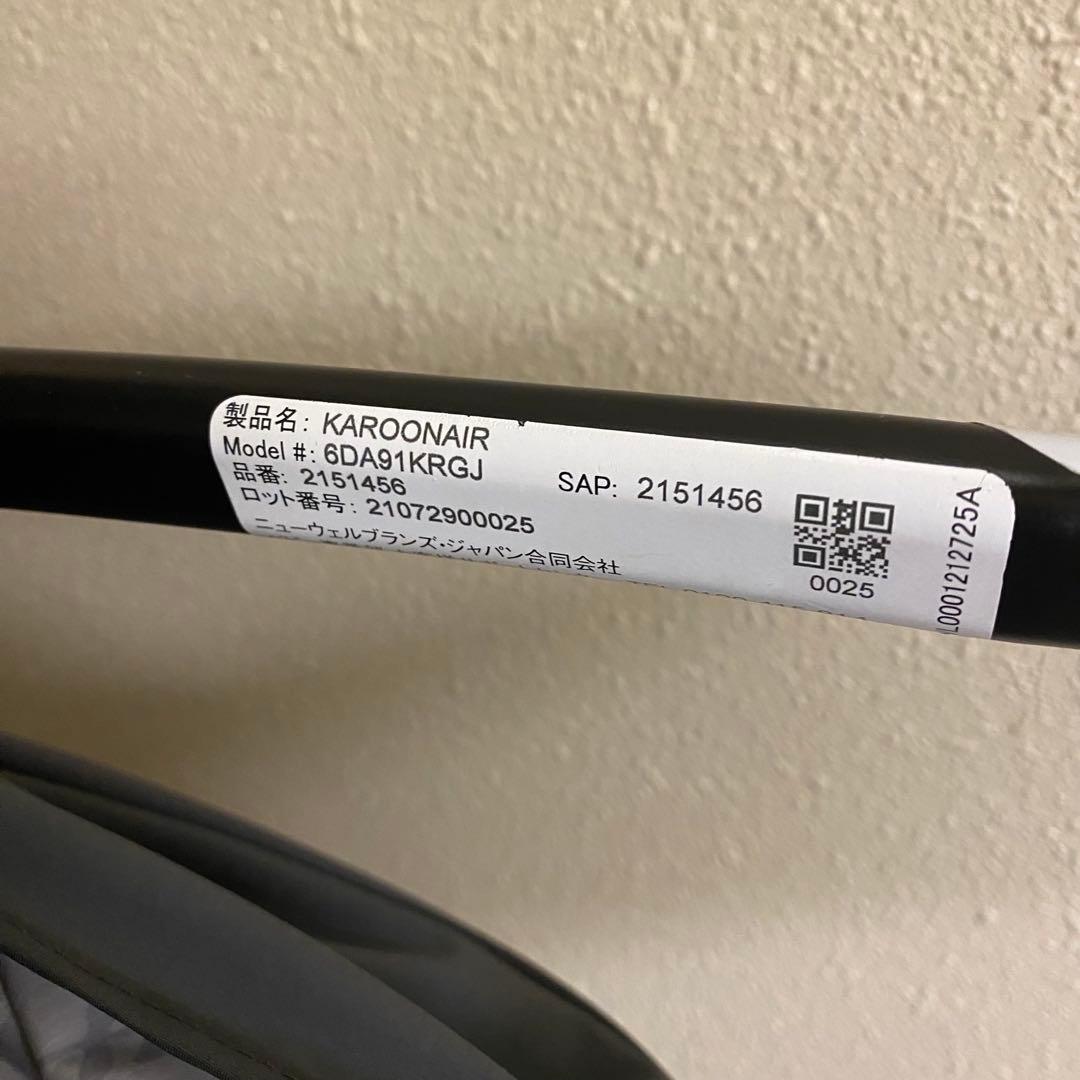 製品名: KAROONAIR
Model #: 6DA91KRGJ
品番: 2151456
ロット番号: 21072900025
ニューウェルブランズ・ジャパン合同会社
SAP: 2151456
0025
L0001212725A